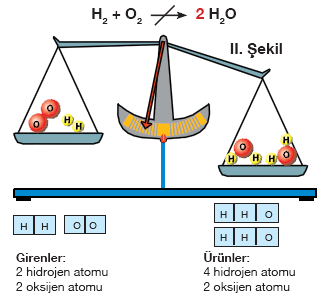 H₂ + O₂ → 2 H₂O
II. Şekil
O O H H
H O H H O H
H H O O
H H O
H H O
Girenler:
2 hidrojen atomu
2 oksijen atomu
Ürünler:
4 hidrojen atomu
2 oksijen atomu